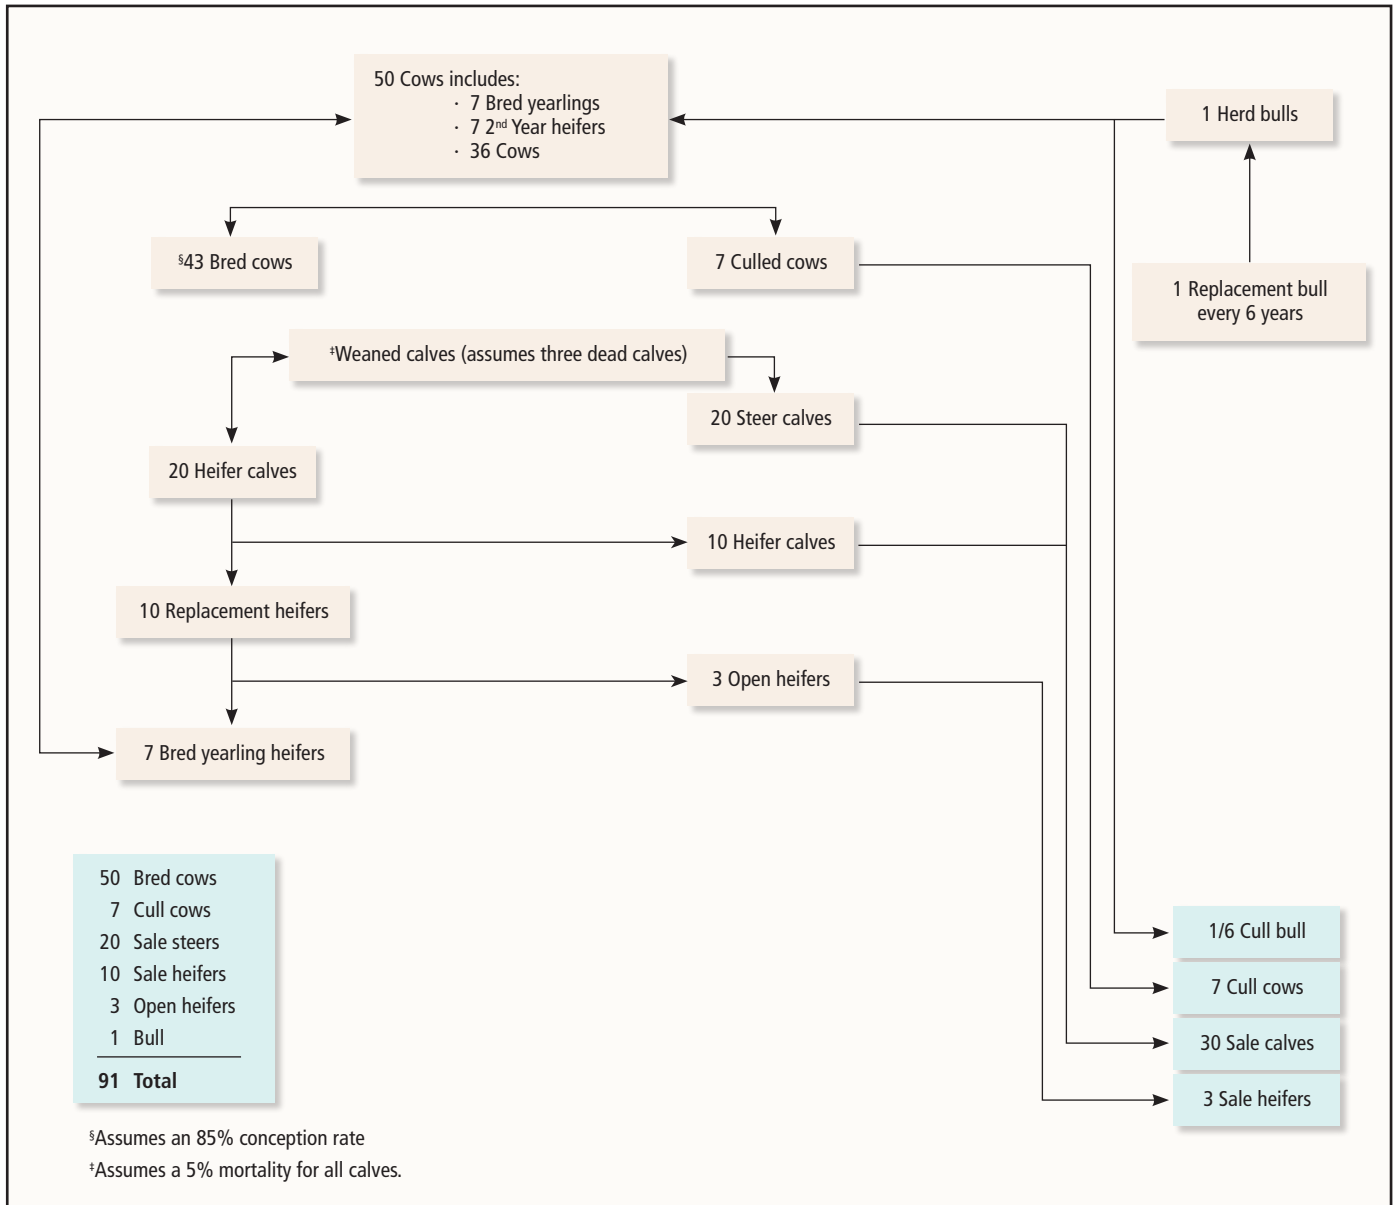 50 Cows includes:
· 7 Bred yearlings
· 7 2nd Year heifers
· 36 Cows
1 Herd bulls
§43 Bred cows
7 Culled cows
1 Replacement bull
every 6 years
‡Weaned calves (assumes three dead calves)
20 Steer calves
20 Heifer calves
10 Heifer calves
10 Replacement heifers
3 Open heifers
7 Bred yearling heifers
50 Bred cows
7 Cull cows
20 Sale steers
10 Sale heifers
3 Open heifers
1 Bull
91 Total
1/6 Cull bull
7 Cull cows
30 Sale calves
3 Sale heifers
§Assumes an 85% conception rate
‡Assumes a 5% mortality for all calves.